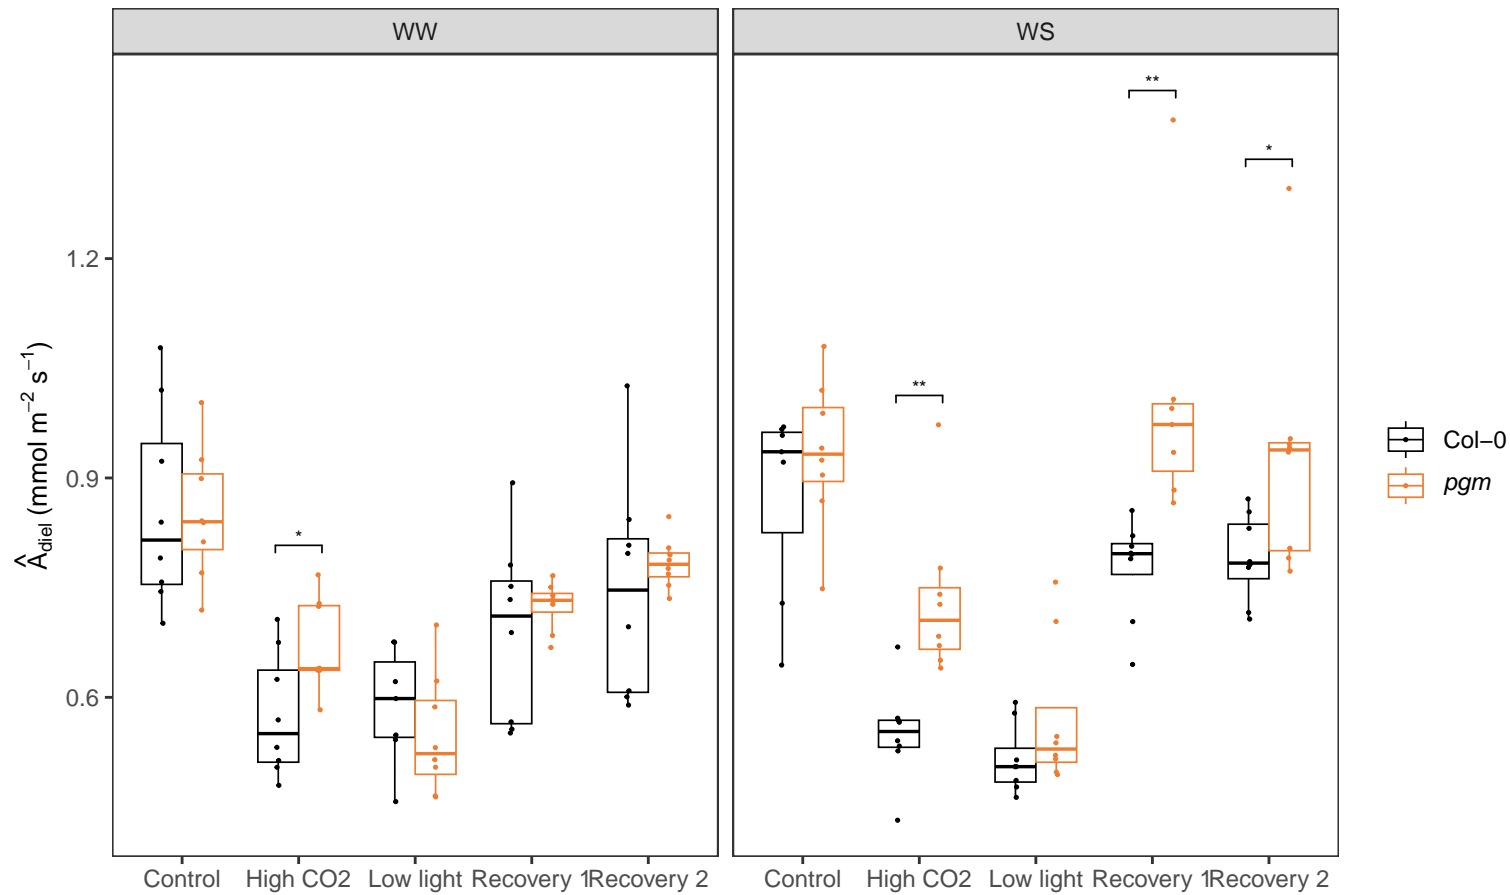 WW
WS
**
*
**
*
1.2
0.9
0.6
Âdiel (mmol m−2 s−1)
Control High CO2 Low light Recovery 1 Recovery 2
Control High CO2 Low light Recovery 1 Recovery 2
Col−0
pgm